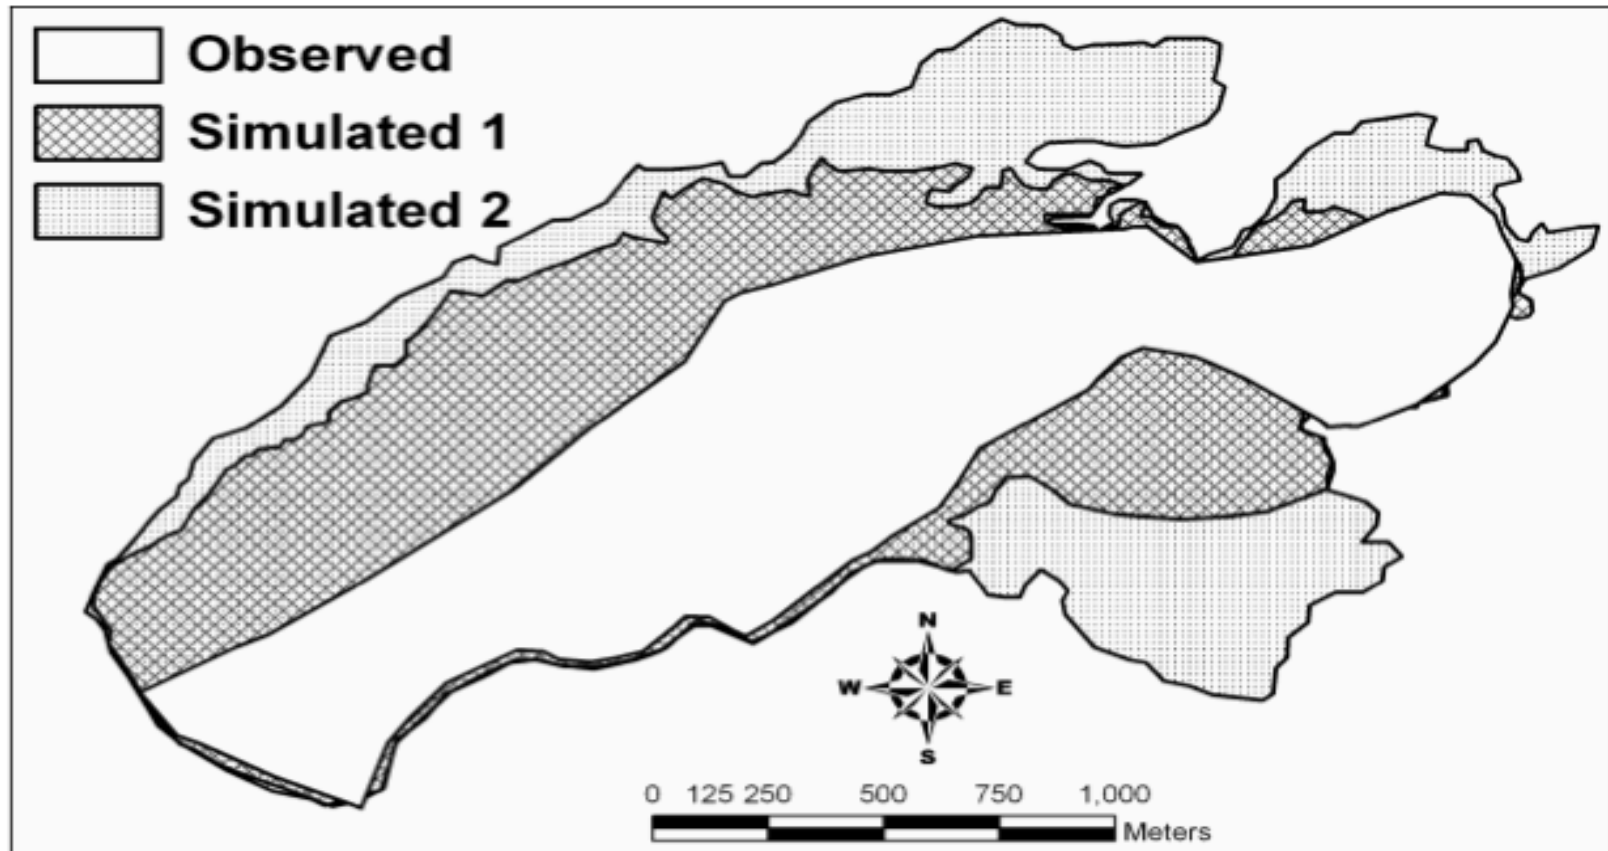 Observed
Simulated 1
Simulated 2
N
W E
S
0 125 250 500 750 1,000
Meters